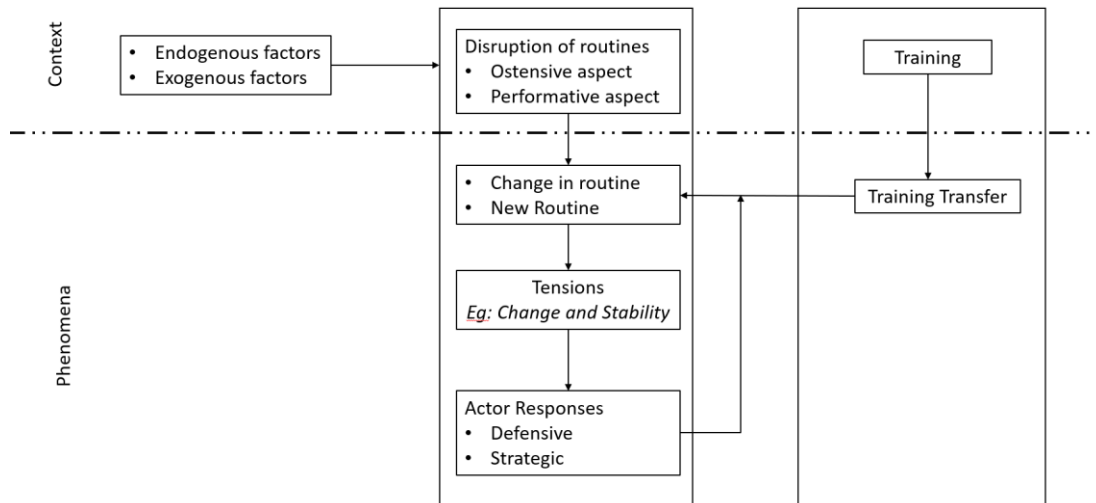 Context
• Endogenous factors
• Exogenous factors
Disruption of routines
• Ostensive aspect
• Performative aspect
Training
Phenomena
• Change in routine
• New Routine
Training Transfer
Tensions
Eg: Change and Stability
Actor Responses
• Defensive
• Strategic